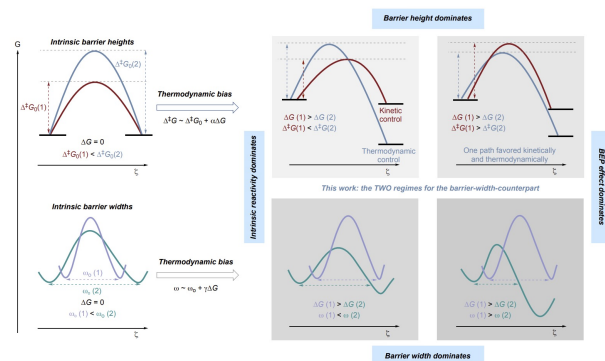 Barrier height dominates
G
Intrinsic barrier heights
Δ‡G₀(2)
Δ‡G₀(1)
ΔG = 0
Δ‡G₀(1) < Δ‡G₀(2)
ξ
Thermodynamic bias
Δ‡G ~ Δ‡G₀ + αΔG
Intrinsic reactivity dominates
ΔG (1) > ΔG (2)
Δ‡G(1) < Δ‡G(2)
Kinetic
control
Thermodynamic
control
ξ
ΔG (1) > ΔG (2)
Δ‡G(1) > Δ‡G(2)
One path favored kinetically
and thermodynamically
ξ
BEP effect dominates
This work: the TWO regimes for the barrier-width-counterpart
Intrinsic barrier widths
ω₀ (1)
ω₀ (2)
ΔG = 0
ω₀ (1) < ω₀ (2)
ξ
Thermodynamic bias
ω ~ ω₀ + γΔG
ΔG (1) > ΔG (2)
ω (1) < ω (2)
ξ
ΔG (1) > ΔG (2)
ω (1) > ω (2)
ξ
Barrier width dominates